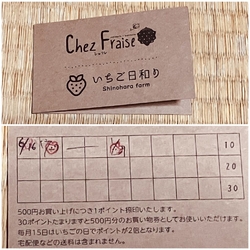 Chez Fraise
いちご日和り
Shinohara farm
6/16
10
20
30
500円お買い上げにつき1ポイント捺印いたします。
30ポイントたまりますと500円分のお買い物券としてお使いいただけます。
毎月15日はいちごの日でポイントが2倍となります。
宅配便などの送料は含まれません。